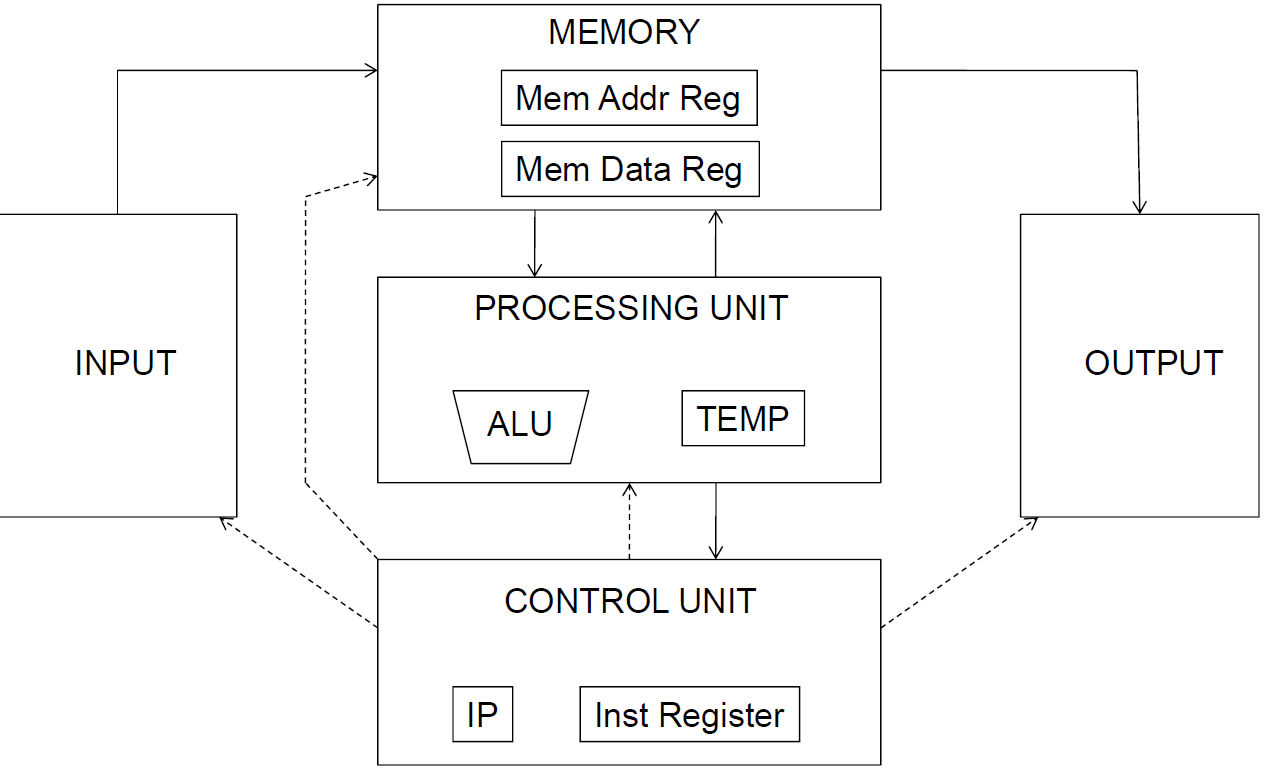 MEMORY
Mem Addr Reg
Mem Data Reg
INPUT
PROCESSING UNIT
ALU
TEMP
OUTPUT
CONTROL UNIT
IP
Inst Register